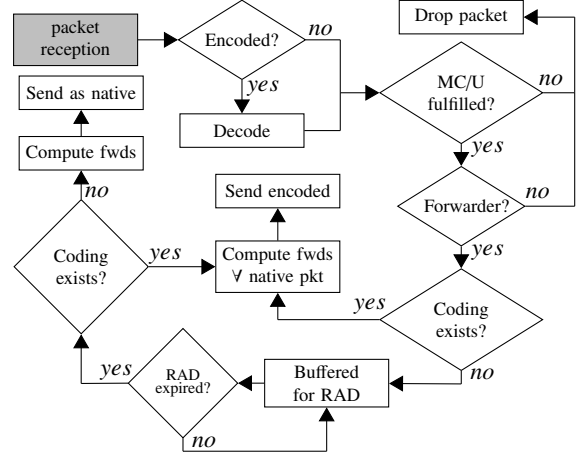 packet
reception
Encoded?
no
yes
Decode
Drop packet
MC/U
fulfilled?
no
yes
Forwarder?
no
yes
Coding
exists?
yes
no
Buffered
for RAD
RAD
expired?
yes
no
Coding
exists?
yes
no
Compute fwds
Send as native
Compute fwds
∀ native pkt
Send encoded